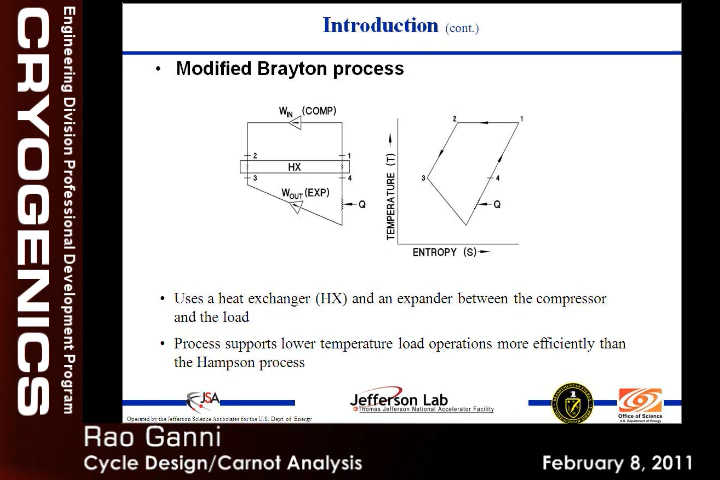 Introduction (cont.)
• Modified Brayton process
WIN (COMP)
2
1
HX
3
4
WOUT (EXP)
Q
TEMPERATURE (T)
2
1
3
4
Q
ENTROPY (S)
• Uses a heat exchanger (HX) and an expander between the compressor
and the load
• Process supports lower temperature load operations more efficiently than
the Hampson process
JSA
Jefferson Lab
Thomas Jefferson National Accelerator Facility
Office of Science
U.S. Department of Energy
Operated by the Jefferson Science Associates for the U.S. Dept. of Energy
CRYOGENICS
Engineering Division Professional Development Program
Rao Ganni
Cycle Design/Carnot Analysis
February 8, 2011